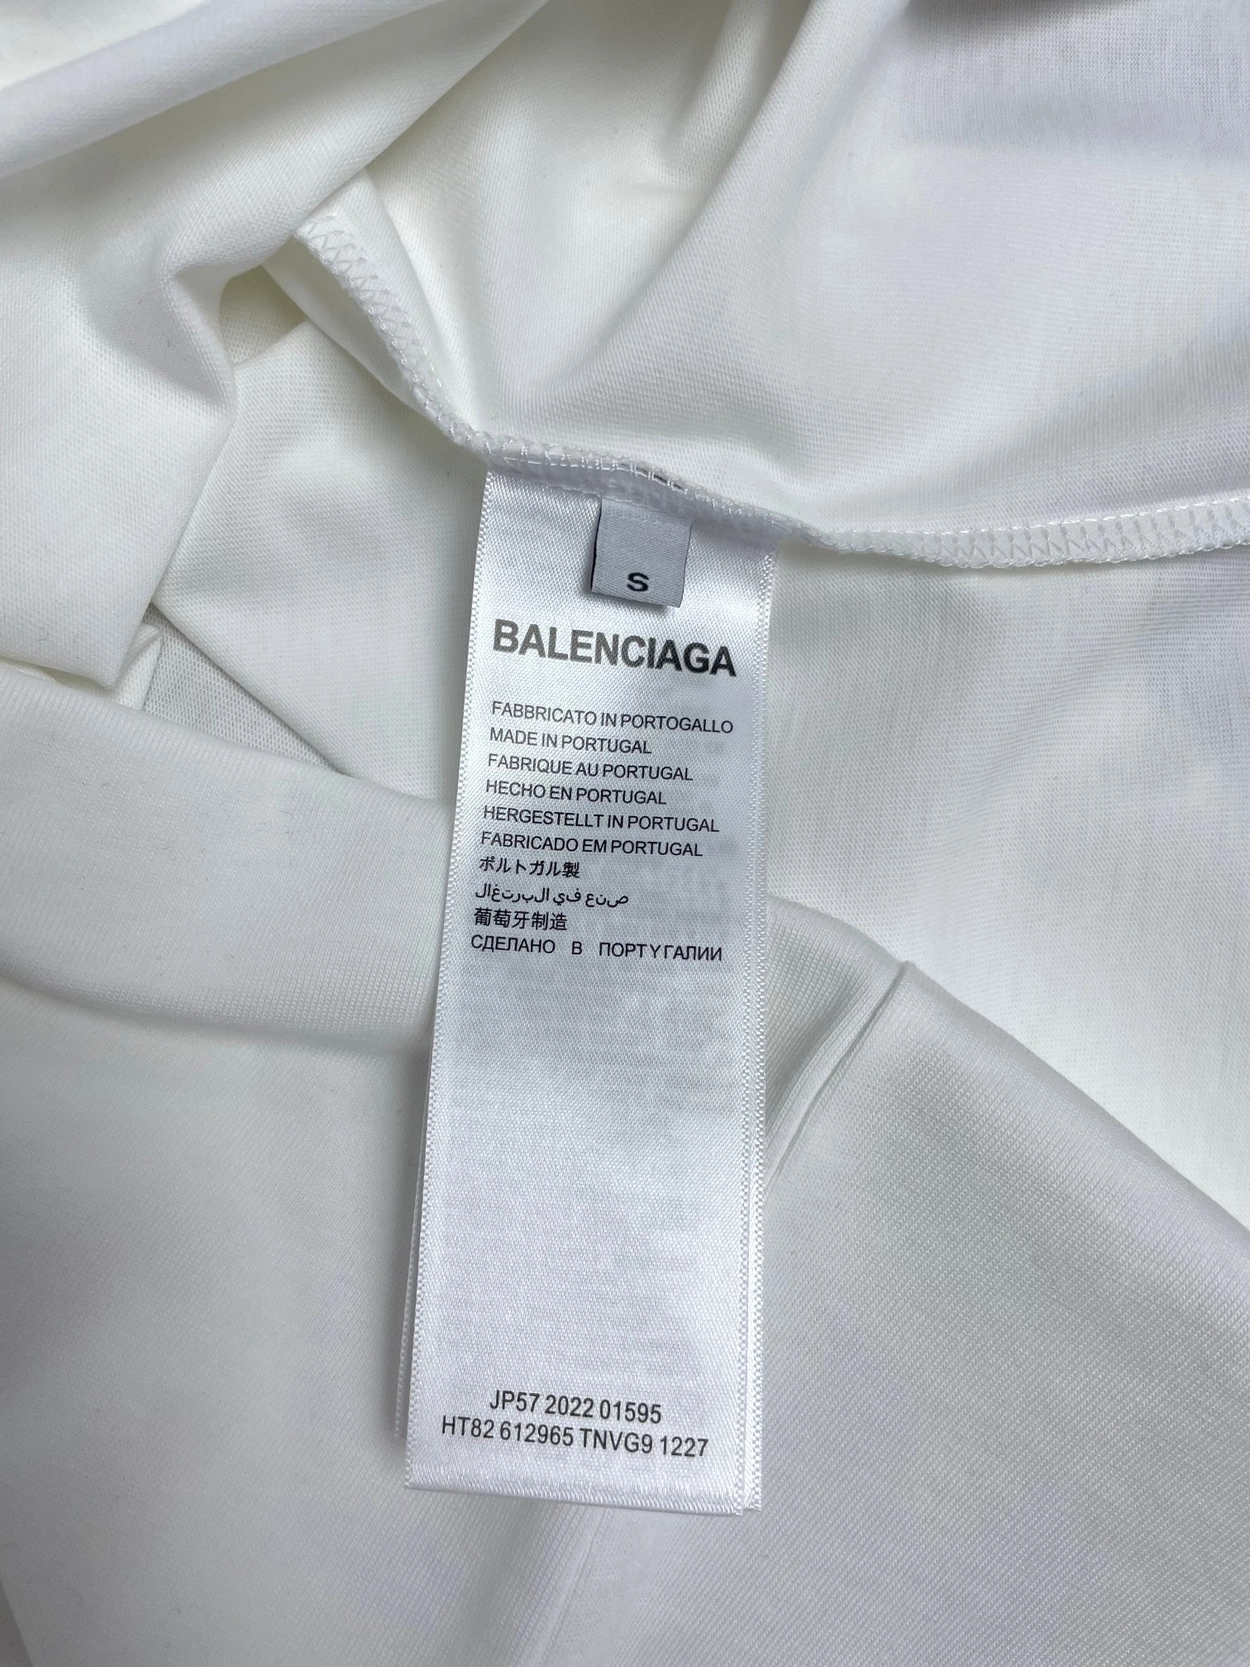 S
BALENCIAGA
FABBRICATO IN PORTOGALLO
MADE IN PORTUGAL
FABRIQUE AU PORTUGAL
HECHO EN PORTUGAL
HERGESTELLT IN PORTUGAL
FABRICADO EM PORTUGAL
ポルトガル製
صنع في البرتغال
葡萄牙制造
СДЕЛАНО В ПОРТУГАЛИИ
JP57 2022 01595
HT82 612965 TNVG9 1227